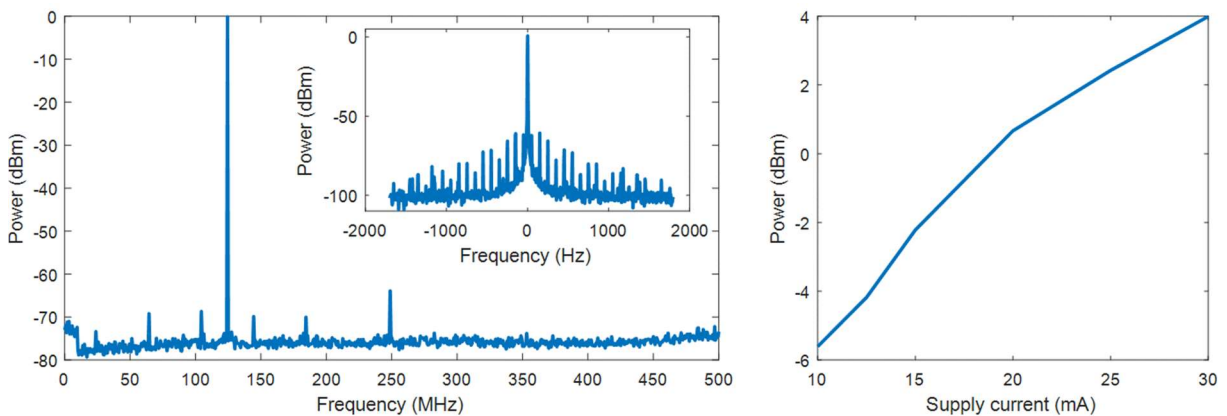 0
-10
-20
-30
-40
-50
-60
-70
-80
Power (dBm)
0 50 100 150 200 250 300 350 400 450 500
Frequency (MHz)
0
-50
-100
Power (dBm)
-2000 -1000 0 1000 2000
Frequency (Hz)
4
2
0
-2
-4
-6
Power (dBm)
10 15 20 25 30
Supply current (mA)